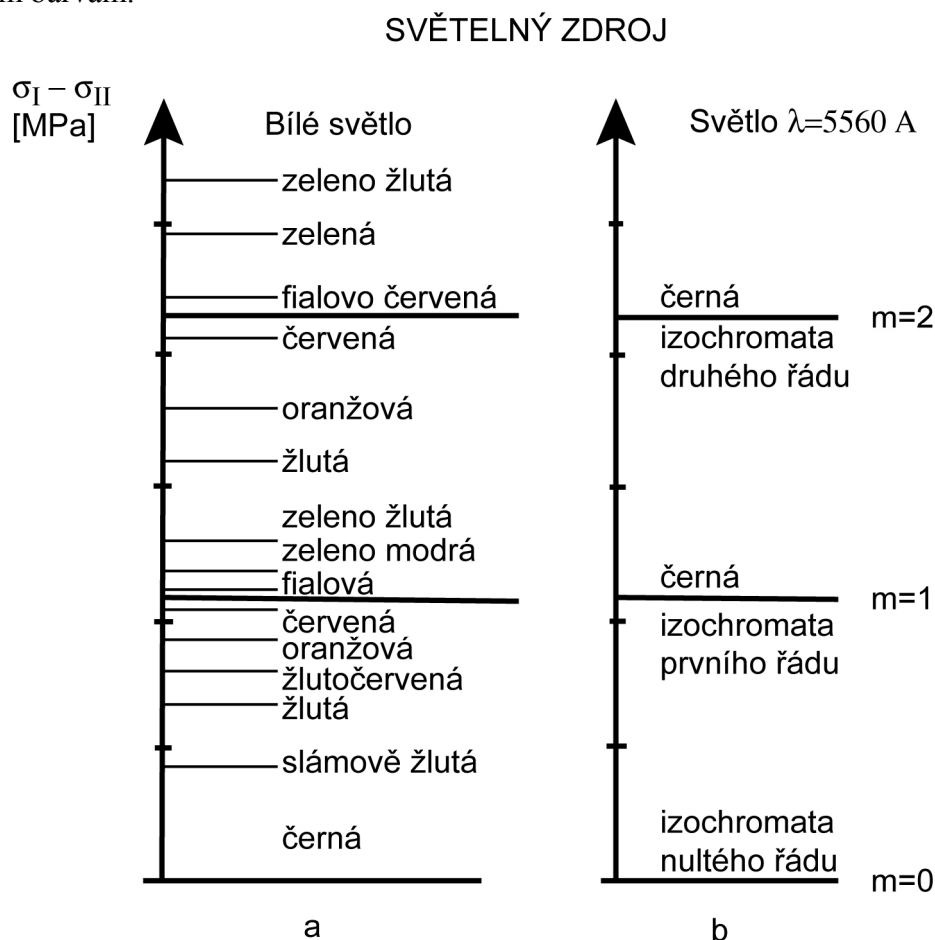 barvám.
SVĚTELNÝ ZDROJ
σI – σII
[MPa]
Bílé světlo
zeleno žlutá
zelená
fialovo červená
červená
oranžová
žlutá
zeleno žlutá
zeleno modrá
fialová
červená
oranžová
žlutočervená
žlutá
slámově žlutá
černá
a
Světlo λ=5560 A
černá
m=2
izochromata
druhého řádu
černá
m=1
izochromata
prvního řádu
izochromata
nultého řádu
m=0
b